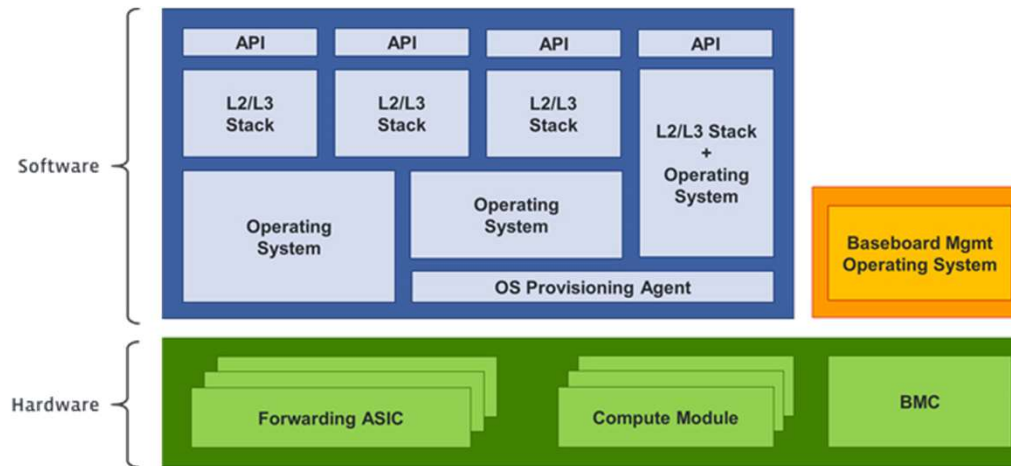 Software
API
API
API
API
L2/L3
Stack
L2/L3
Stack
L2/L3
Stack
L2/L3 Stack
+
Operating
System
Operating
System
Operating
System
OS Provisioning Agent
Baseboard Mgmt
Operating System
Hardware
Forwarding ASIC
Compute Module
BMC